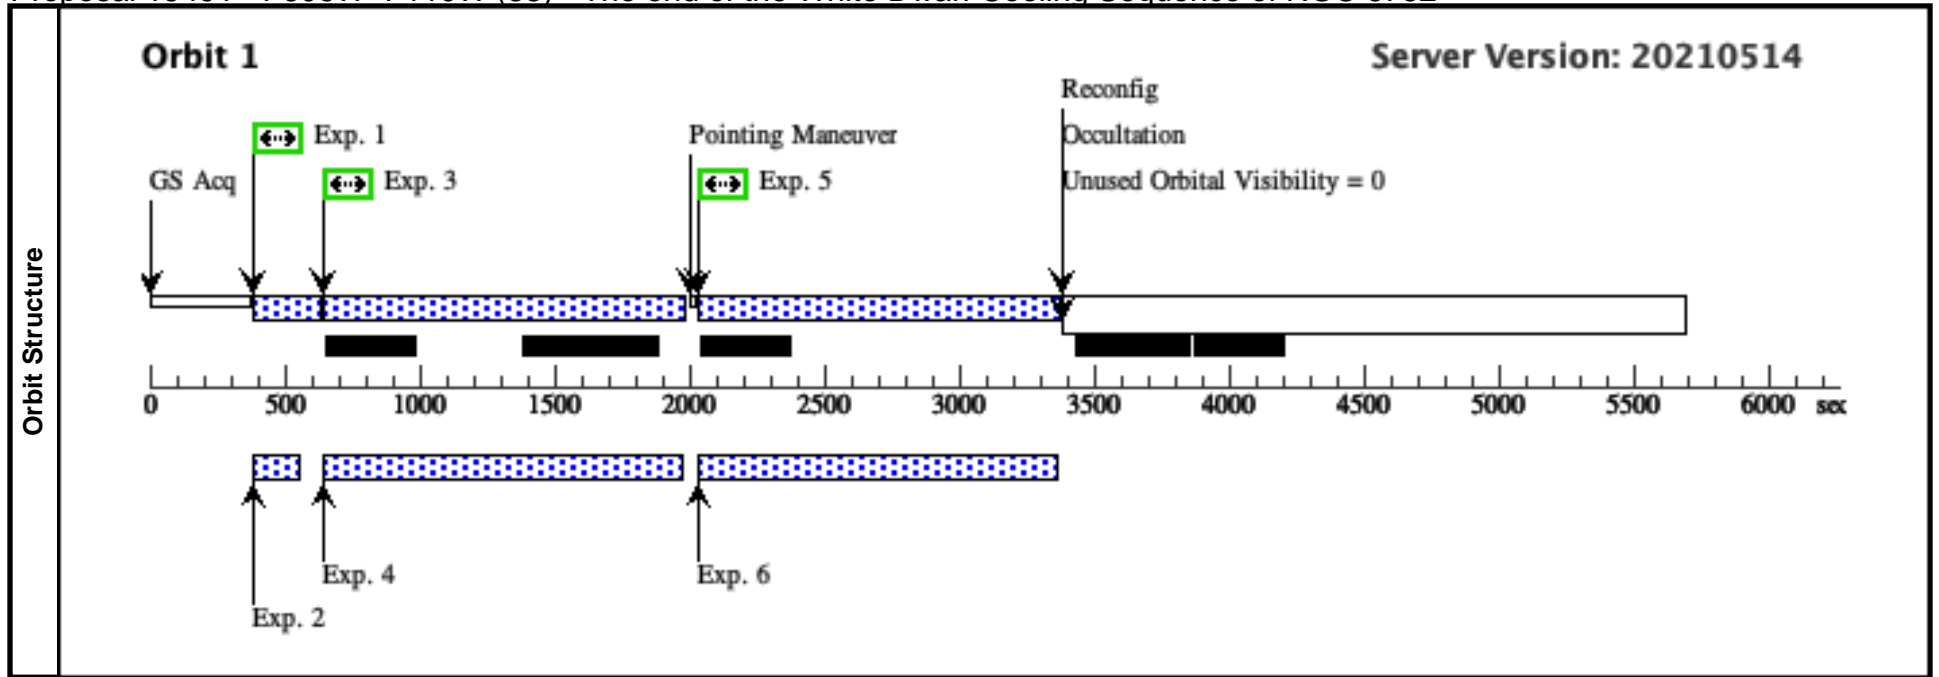 Orbit 1
Server Version: 20210514
Reconfig
Exp. 1
Pointing Maneuver
Occultation
GS Acq
Exp. 3
Exp. 5
Unused Orbital Visibility = 0
Orbit Structure
0 500 1000 1500 2000 2500 3000 3500 4000 4500 5000 5500 6000 sec
Exp. 4
Exp. 6
Exp. 2